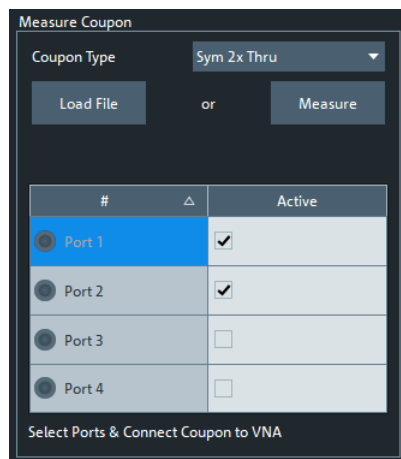 Measure Coupon
Coupon Type Sym 2x Thru
Load File or Measure
# Active
Port 1
Port 2
Port 3
Port 4
Select Ports & Connect Coupon to VNA